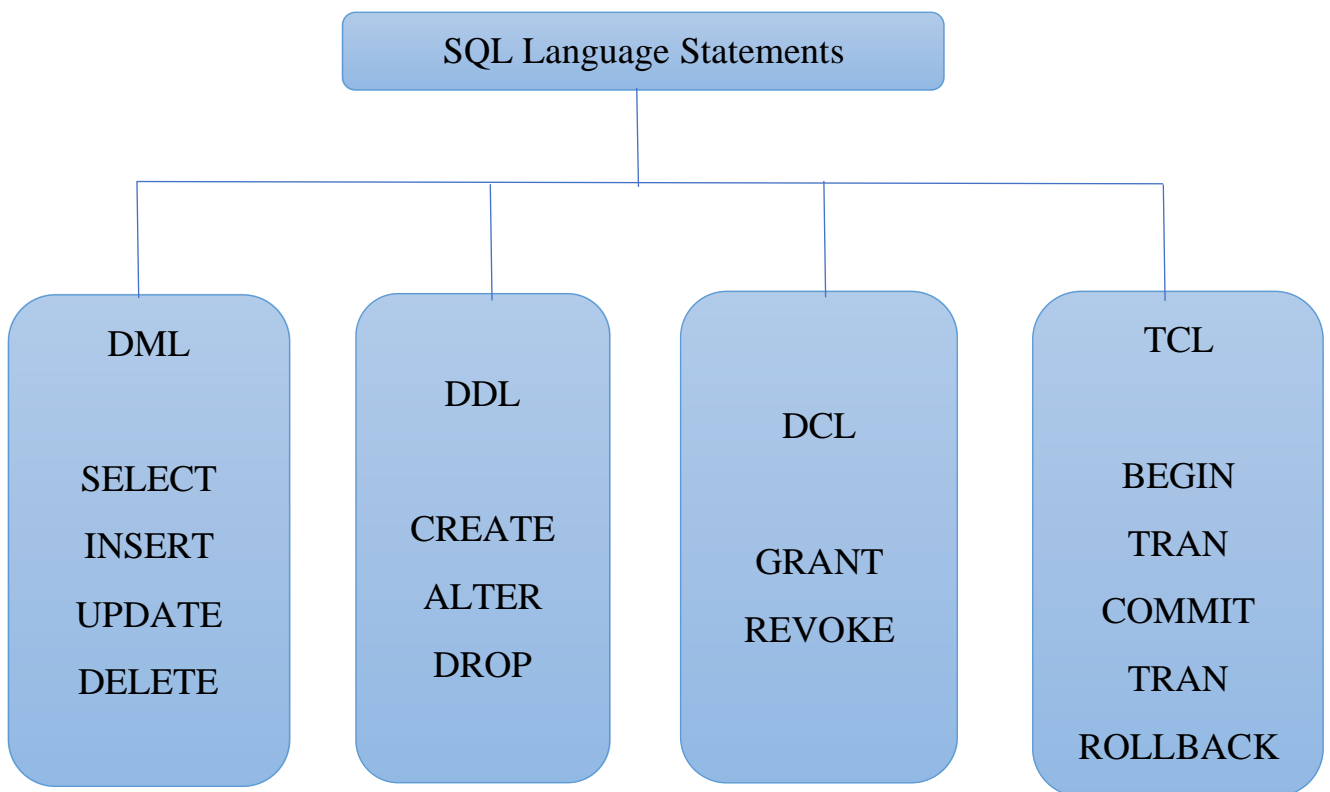 SQL Language Statements
DML
SELECT
INSERT
UPDATE
DELETE
DDL
CREATE
ALTER
DROP
DCL
GRANT
REVOKE
TCL
BEGIN
TRAN
COMMIT
TRAN
ROLLBACK